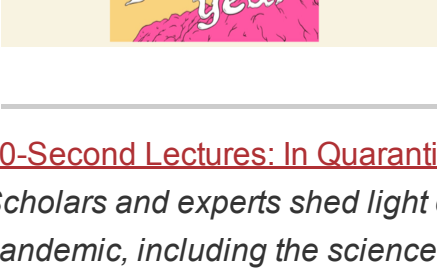 0-Second Lectures: In Quaranti
Scholars and experts shed light
andemic, including the science